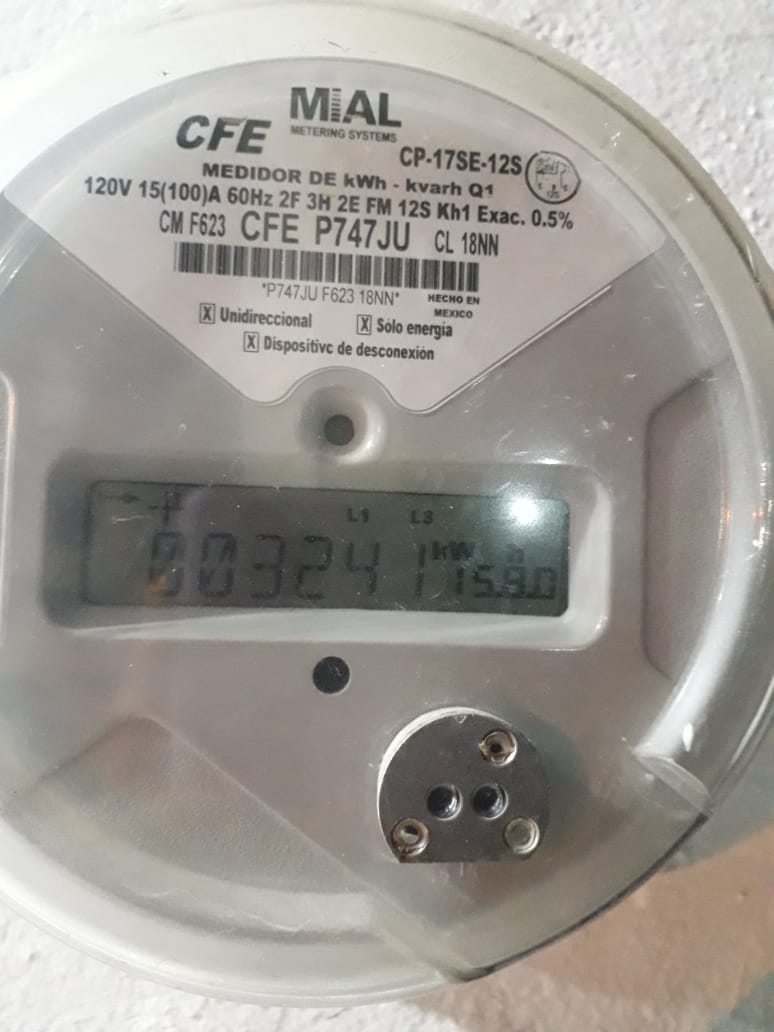 MIAL
METERING SYSTEMS
CFE
CP-17SE-12S
MEDIDOR DE kWh - kvarh Q1
120V 15(100)A 60Hz 2F 3H 2E FM 12S Kh1 Exac. 0.5%
CM F623 CFE P747JU CL 18NN
*P747JU F623 18NN*
HECHO EN
MEXICO
X Unidireccional X Sólo energía
X Dispositivc de desconexión
L1 L3
003241 kW h
15.8.0